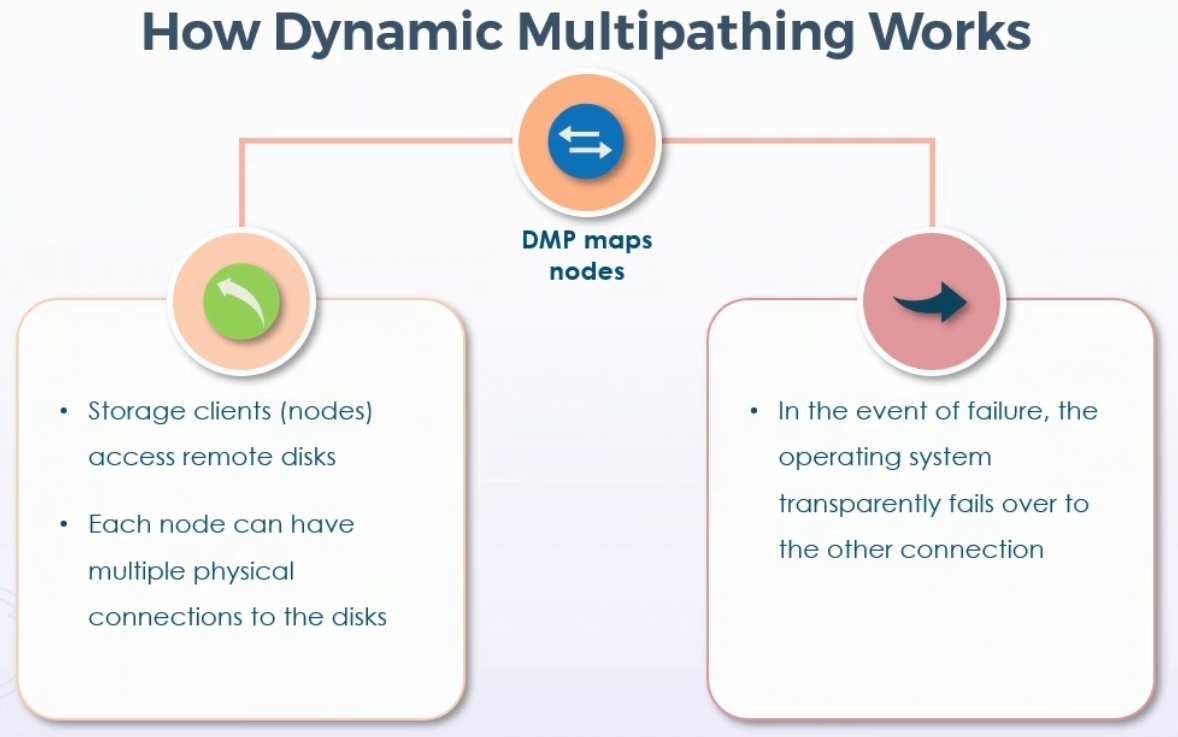 How Dynamic Multipathing Works
DMP maps
nodes
• Storage clients (nodes)
access remote disks
• Each node can have
multiple physical
connections to the disks
• In the event of failure, the
operating system
transparently fails over to
the other connection